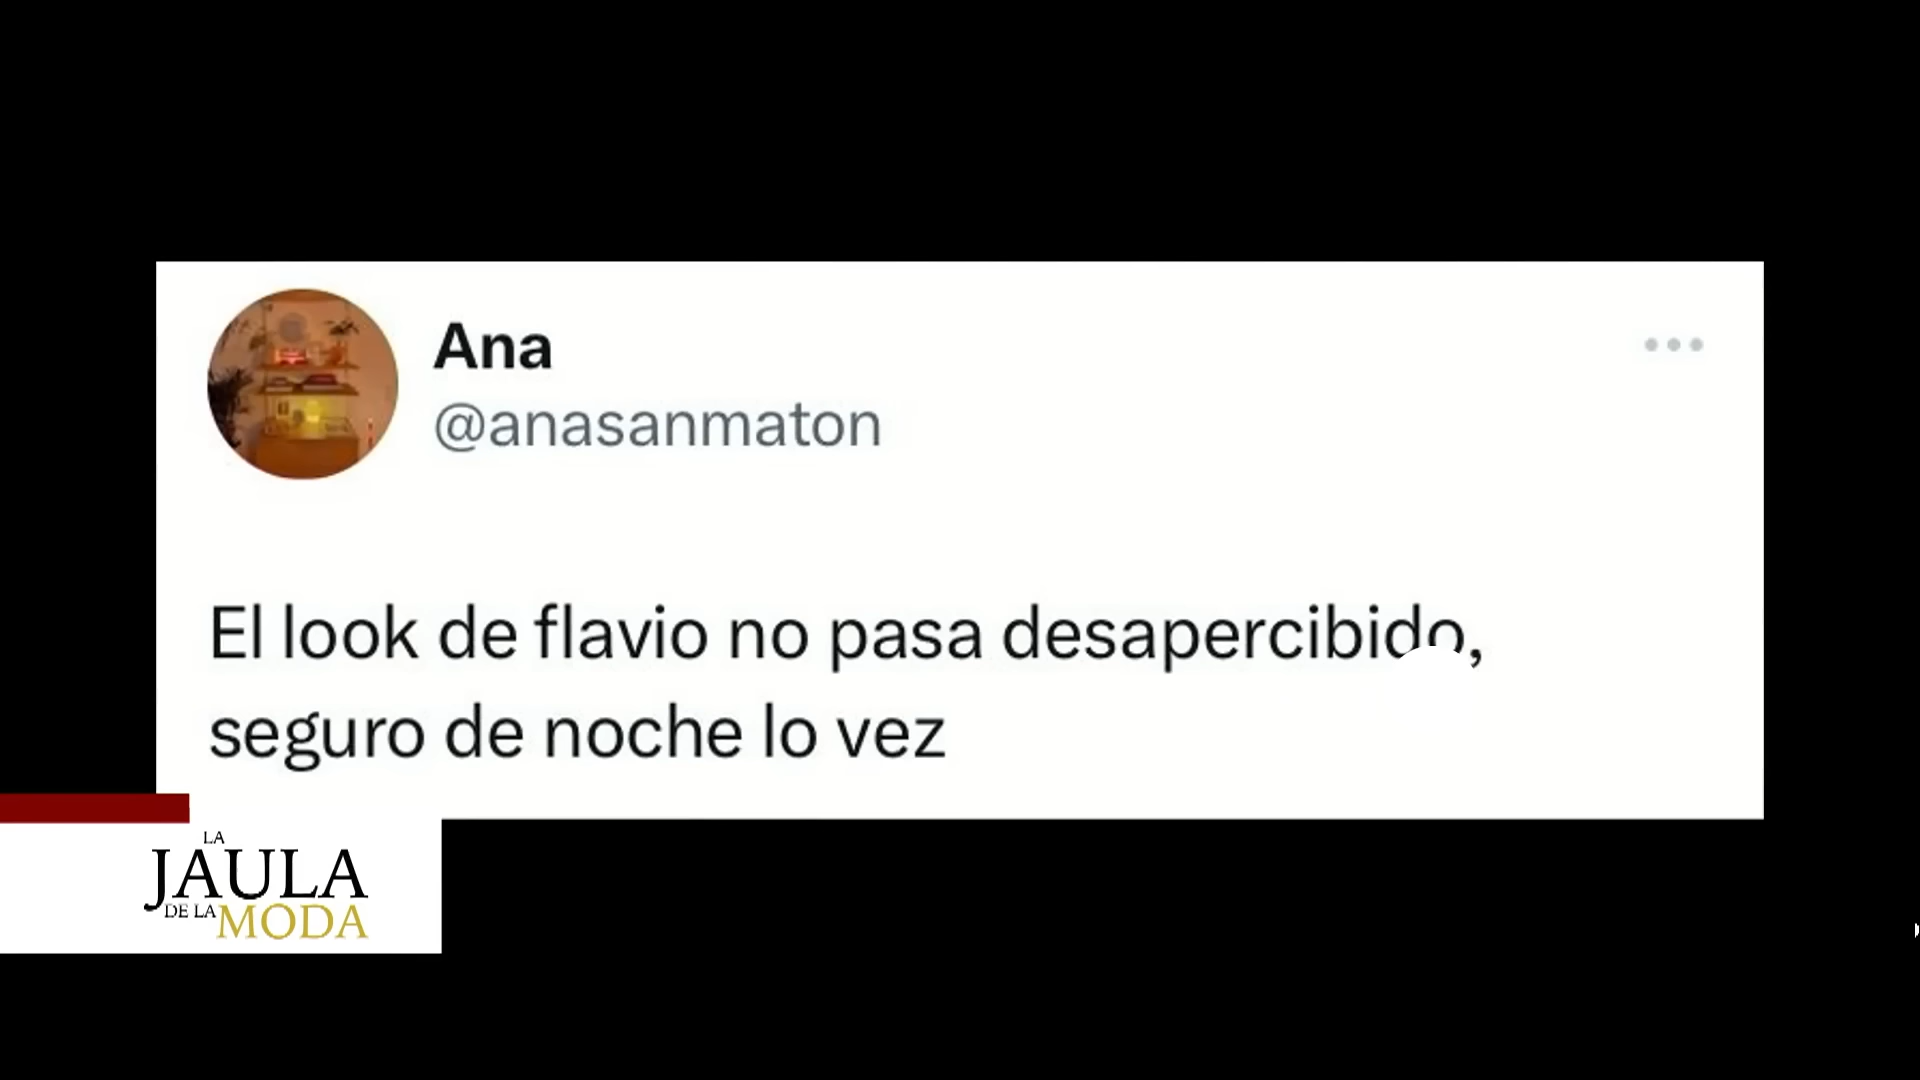 Ana
@anasanmaton
El look de flavio no pasa desapercibido,
seguro de noche lo vez
LA
JAULA
DE LA MODA